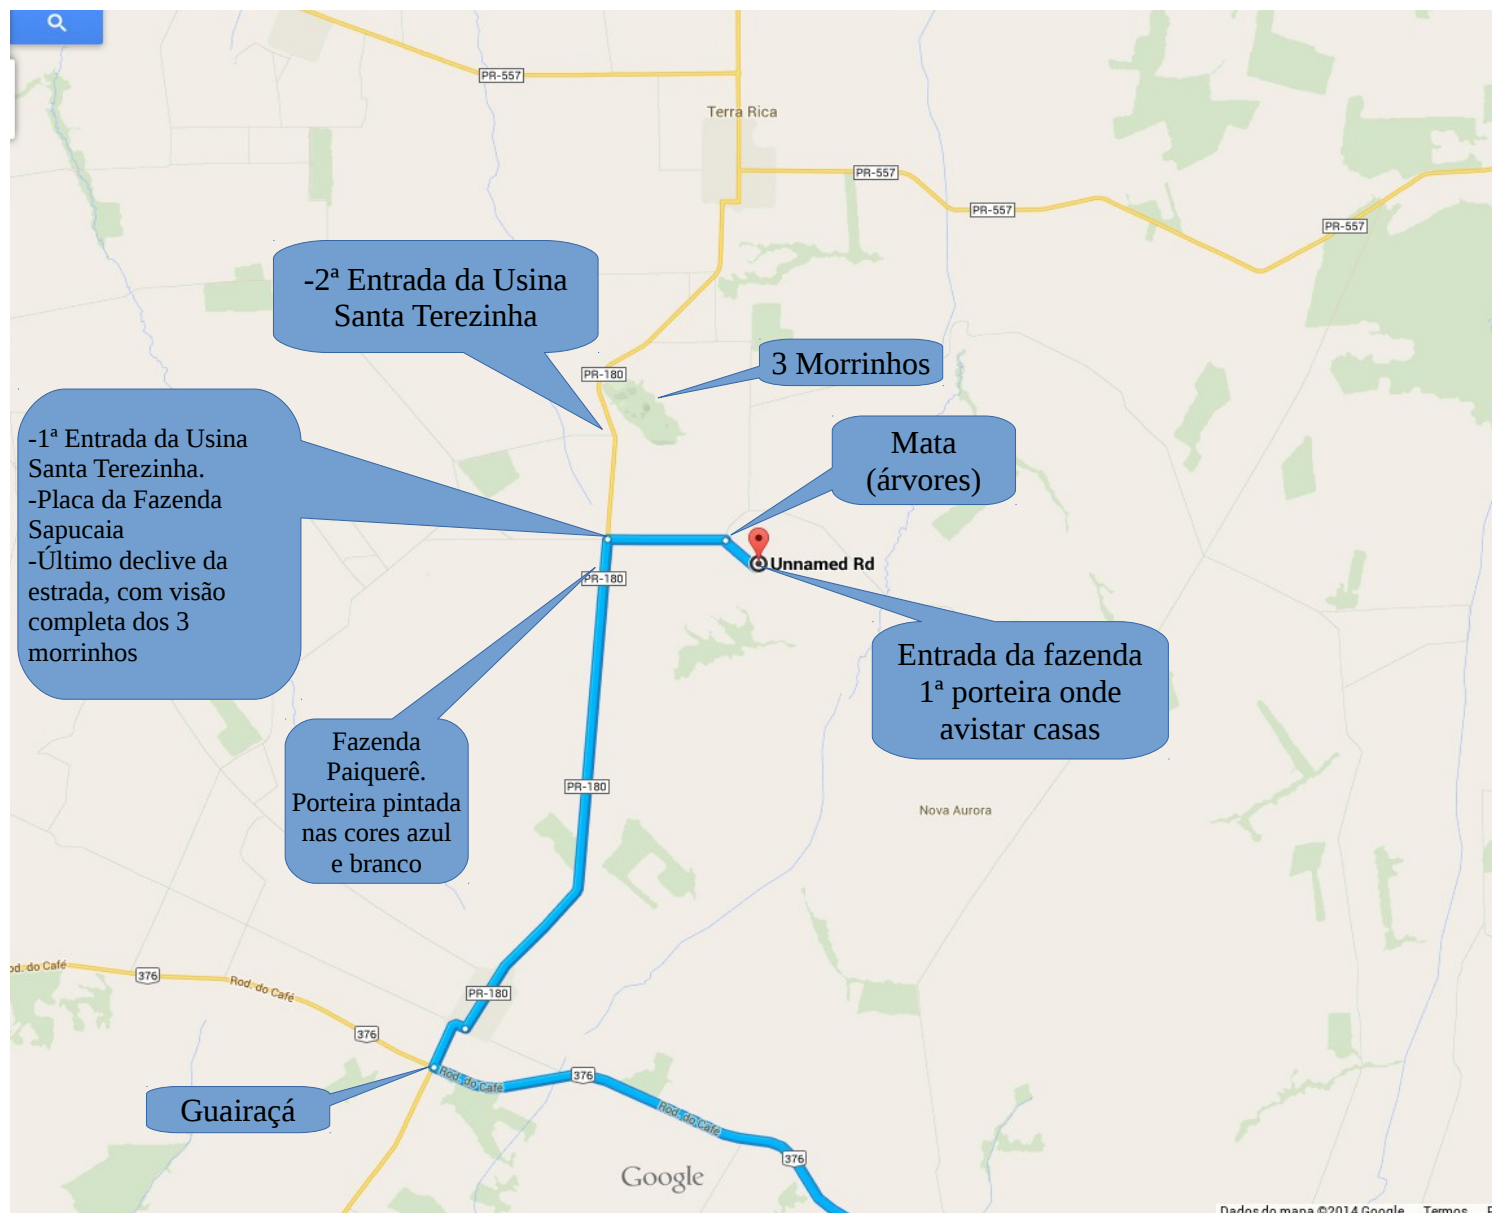 PR-557
Terra Rica
PR-557
PR-557
PR-557
-2ª Entrada da Usina
Santa Terezinha
3 Morrinhos
PR-180
-1ª Entrada da Usina
Santa Terezinha.
-Placa da Fazenda
Sapucaia
-Último declive da
estrada, com visão
completa dos 3
morrinhos
Mata
(árvores)
Unnamed Rd
PR-180
Entrada da fazenda
1ª porteira onde
avistar casas
Fazenda
Paiquerê.
Porteira pintada
nas cores azul
e branco
PR-180
Nova Aurora
od. do Café
376
Rod. do Café
PR-180
376
Rod. do Café
376
Rod. do Café
Guairaçá
376
Google
Dados do mapa ©2014 Google Termos